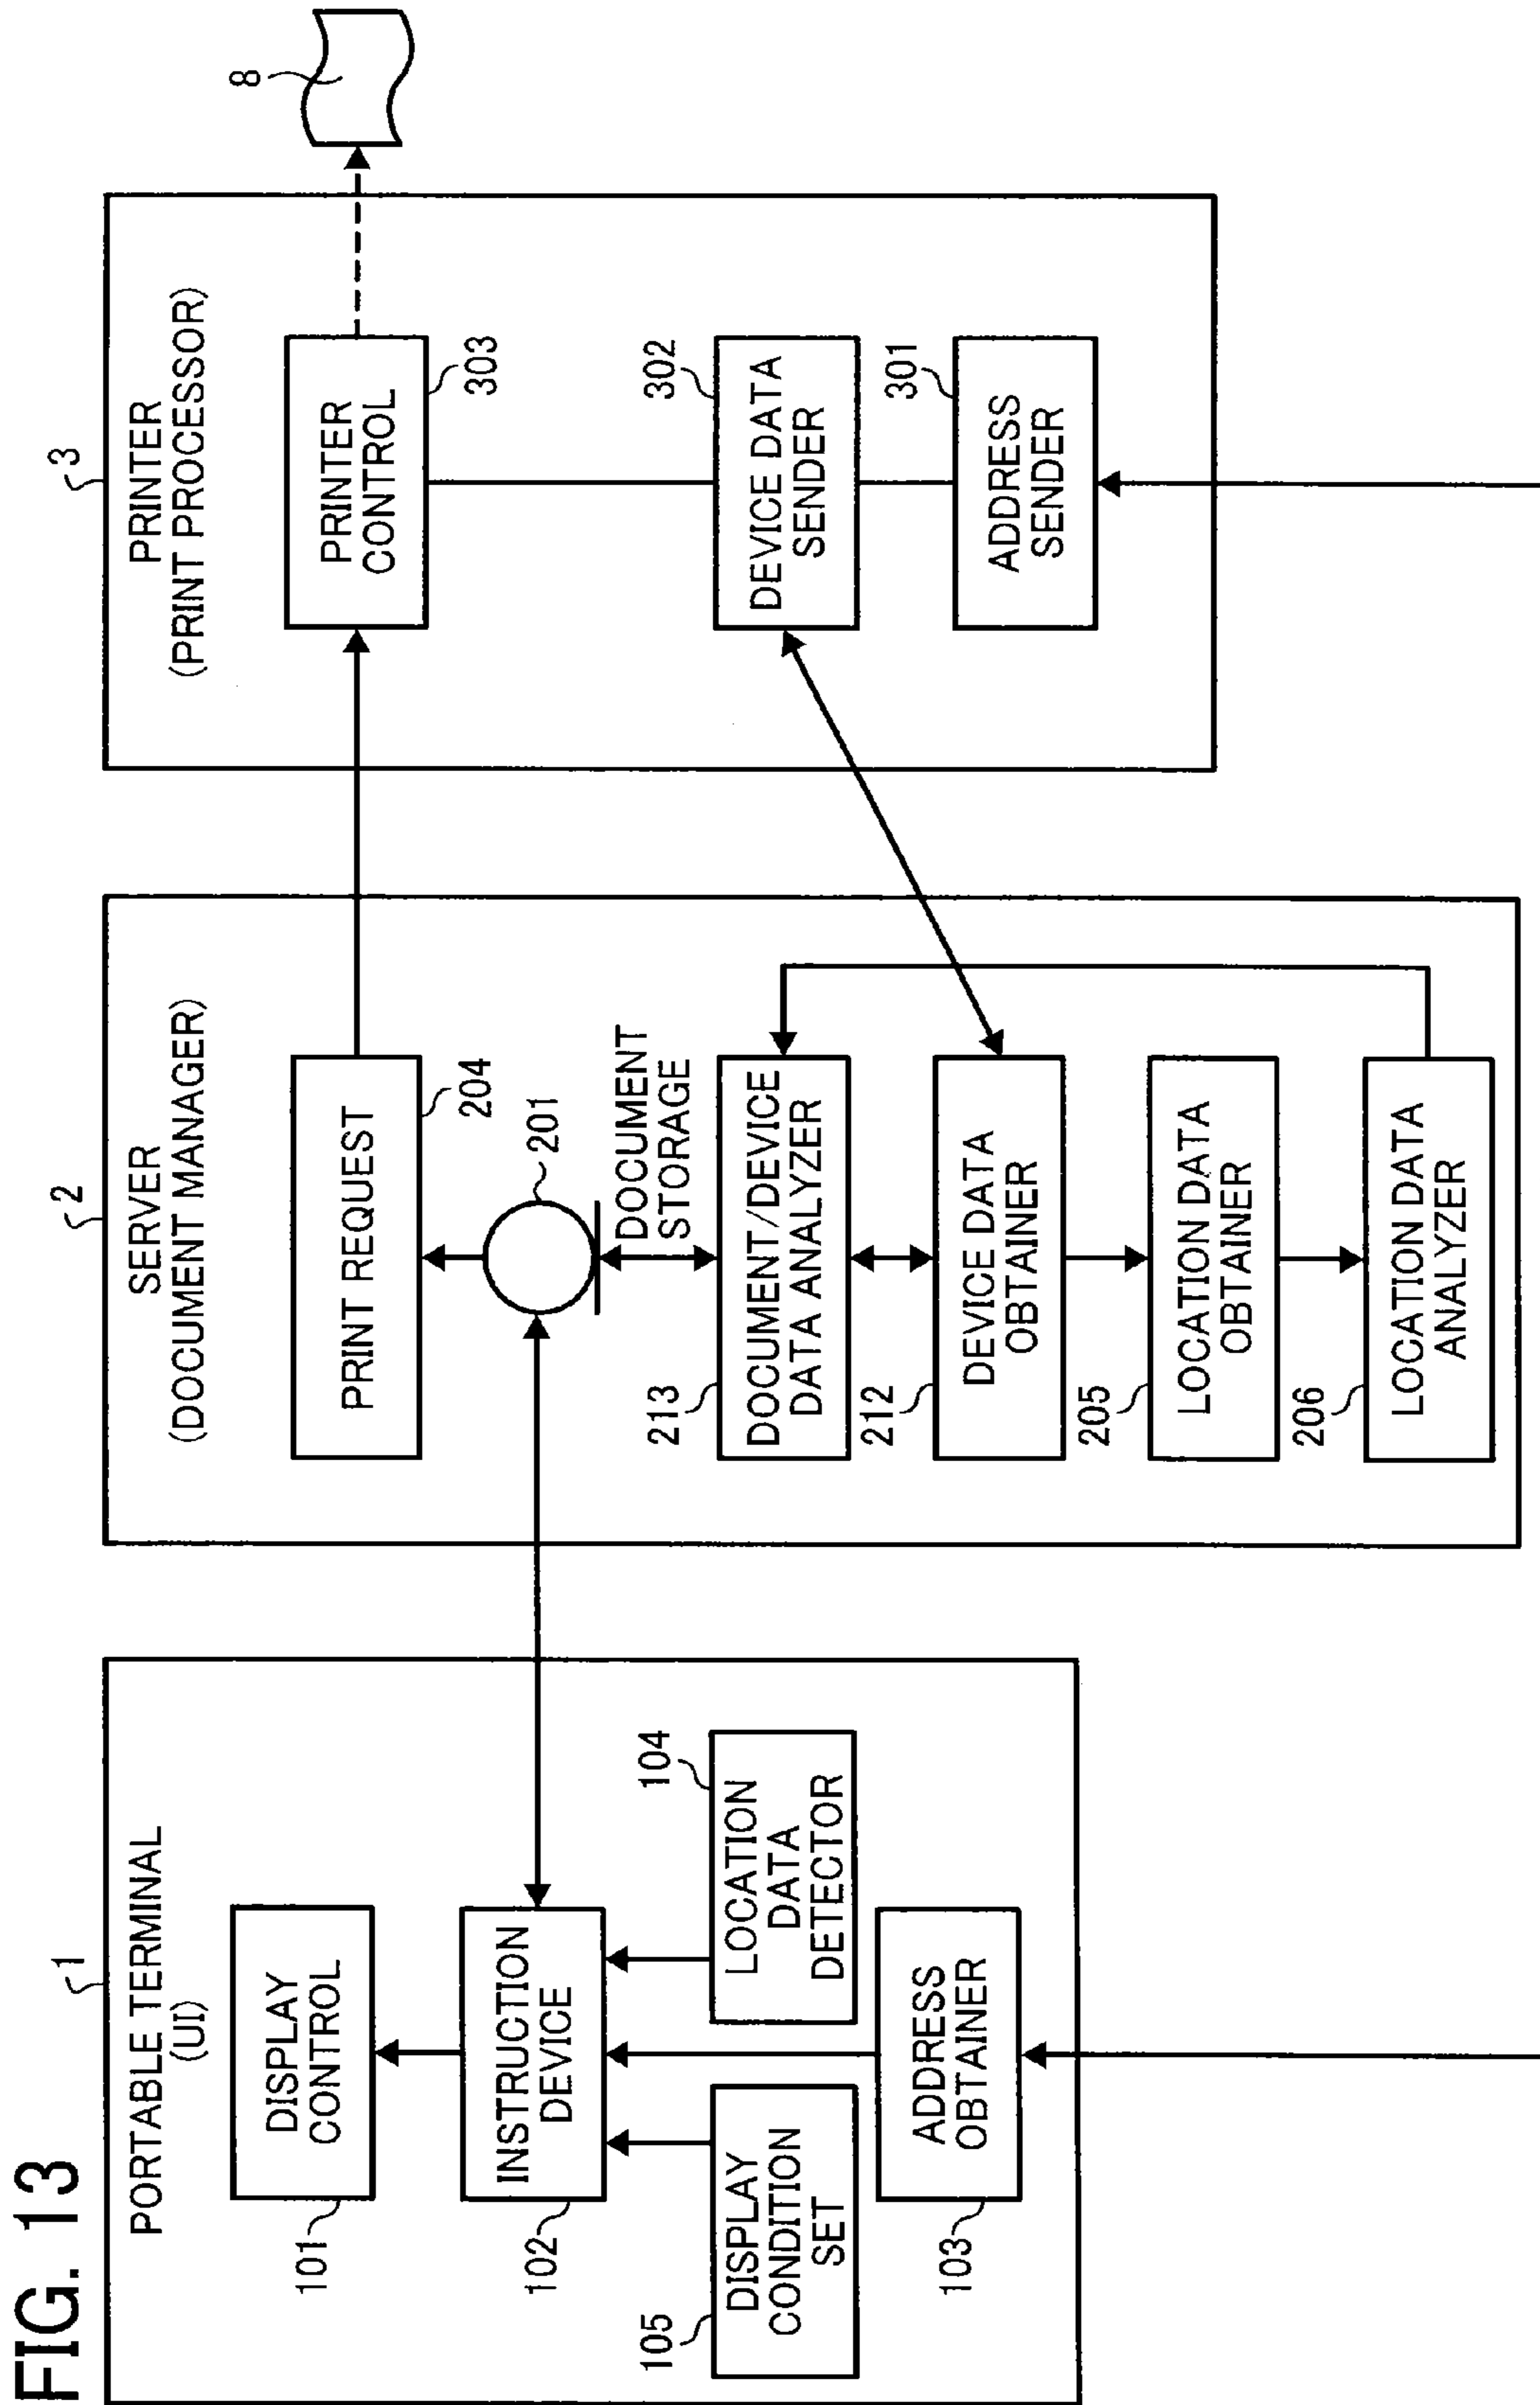 FIG. 13
1
PORTABLE TERMINAL
(UI)
DISPLAY
CONTROL
101
INSTRUCTION
DEVICE
102
105
DISPLAY
CONDITION
SET
104
LOCATION
DATA
DETECTOR
103
ADDRESS
OBTAINER
2
SERVER
(DOCUMENT MANAGER)
PRINT REQUEST
204
201
DOCUMENT
STORAGE
213
DOCUMENT/DEVICE
DATA ANALYZER
212
DEVICE DATA
OBTAINER
205
LOCATION DATA
OBTAINER
206
LOCATION DATA
ANALYZER
3
PRINTER
(PRINT PROCESSOR)
PRINTER
CONTROL
303
302
DEVICE DATA
SENDER
301
ADDRESS
SENDER
8